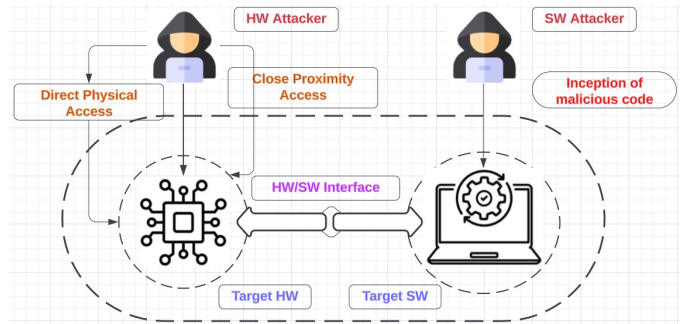 HW Attacker
SW Attacker
Direct Physical
Access
Close Proximity
Access
Inception of
malicious code
HW/SW Interface
Target HW
Target SW